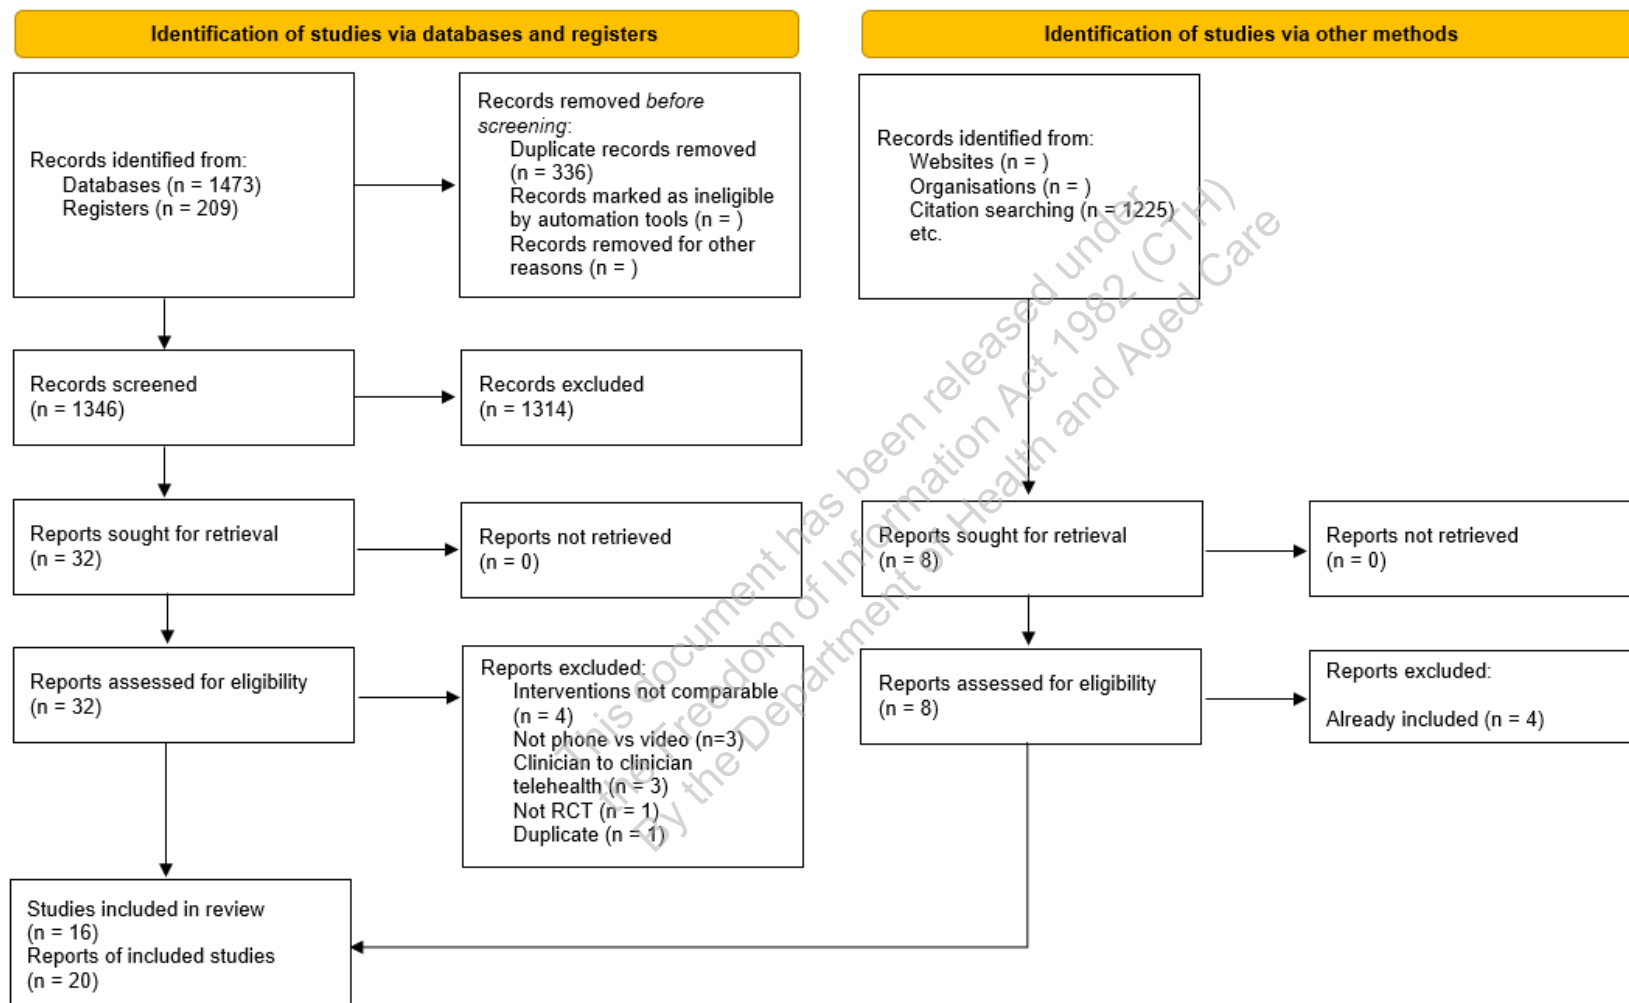 Identification of studies via databases and registers
Identification of studies via other methods
Records identified from:
Databases (n = 1473)
Registers (n = 209)
Records removed before
screening:
Duplicate records removed
(n = 336)
Records marked as ineligible
by automation tools (n = )
Records removed for other
reasons (n = )
Records identified from:
Websites (n = )
Organisations (n = )
Citation searching (n = 1225)
etc.
Records screened
(n = 1346)
Records excluded
(n = 1314)
Reports sought for retrieval
(n = 32)
Reports not retrieved
(n = 0)
Reports sought for retrieval
(n = 8)
Reports not retrieved
(n = 0)
Reports assessed for eligibility
(n = 32)
Reports excluded:
Interventions not comparable
(n = 4)
Not phone vs video (n=3)
Clinician to clinician
telehealth (n = 3)
Not RCT (n = 1)
Duplicate (n = 1)
Reports assessed for eligibility
(n = 8)
Reports excluded:
Already included (n = 4)
Studies included in review
(n = 16)
Reports of included studies
(n = 20)
This document has been released under
the Freedom of Information Act 1982 (CTH)
By the Department of Health and Aged Care